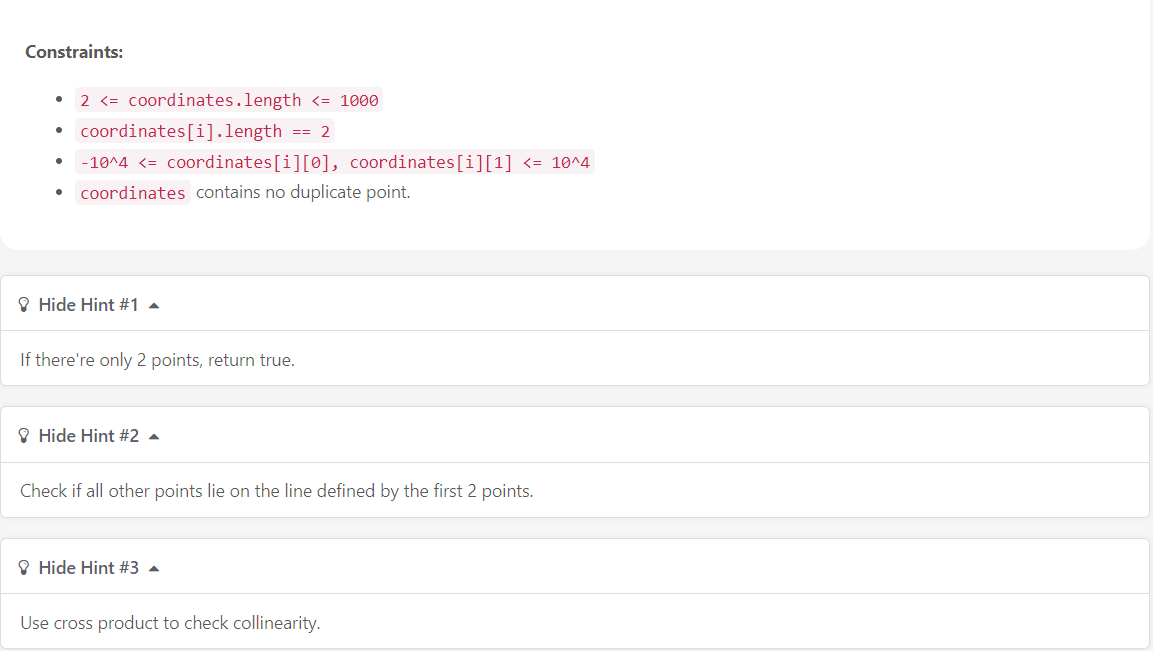 Constraints:
2 <= coordinates.length <= 1000
coordinates[i].length == 2
-10^4 <= coordinates[i][0], coordinates[i][1] <= 10^4
coordinates contains no duplicate point.
Hide Hint #1
If there're only 2 points, return true.
Hide Hint #2
Check if all other points lie on the line defined by the first 2 points.
Hide Hint #3
Use cross product to check collinearity.